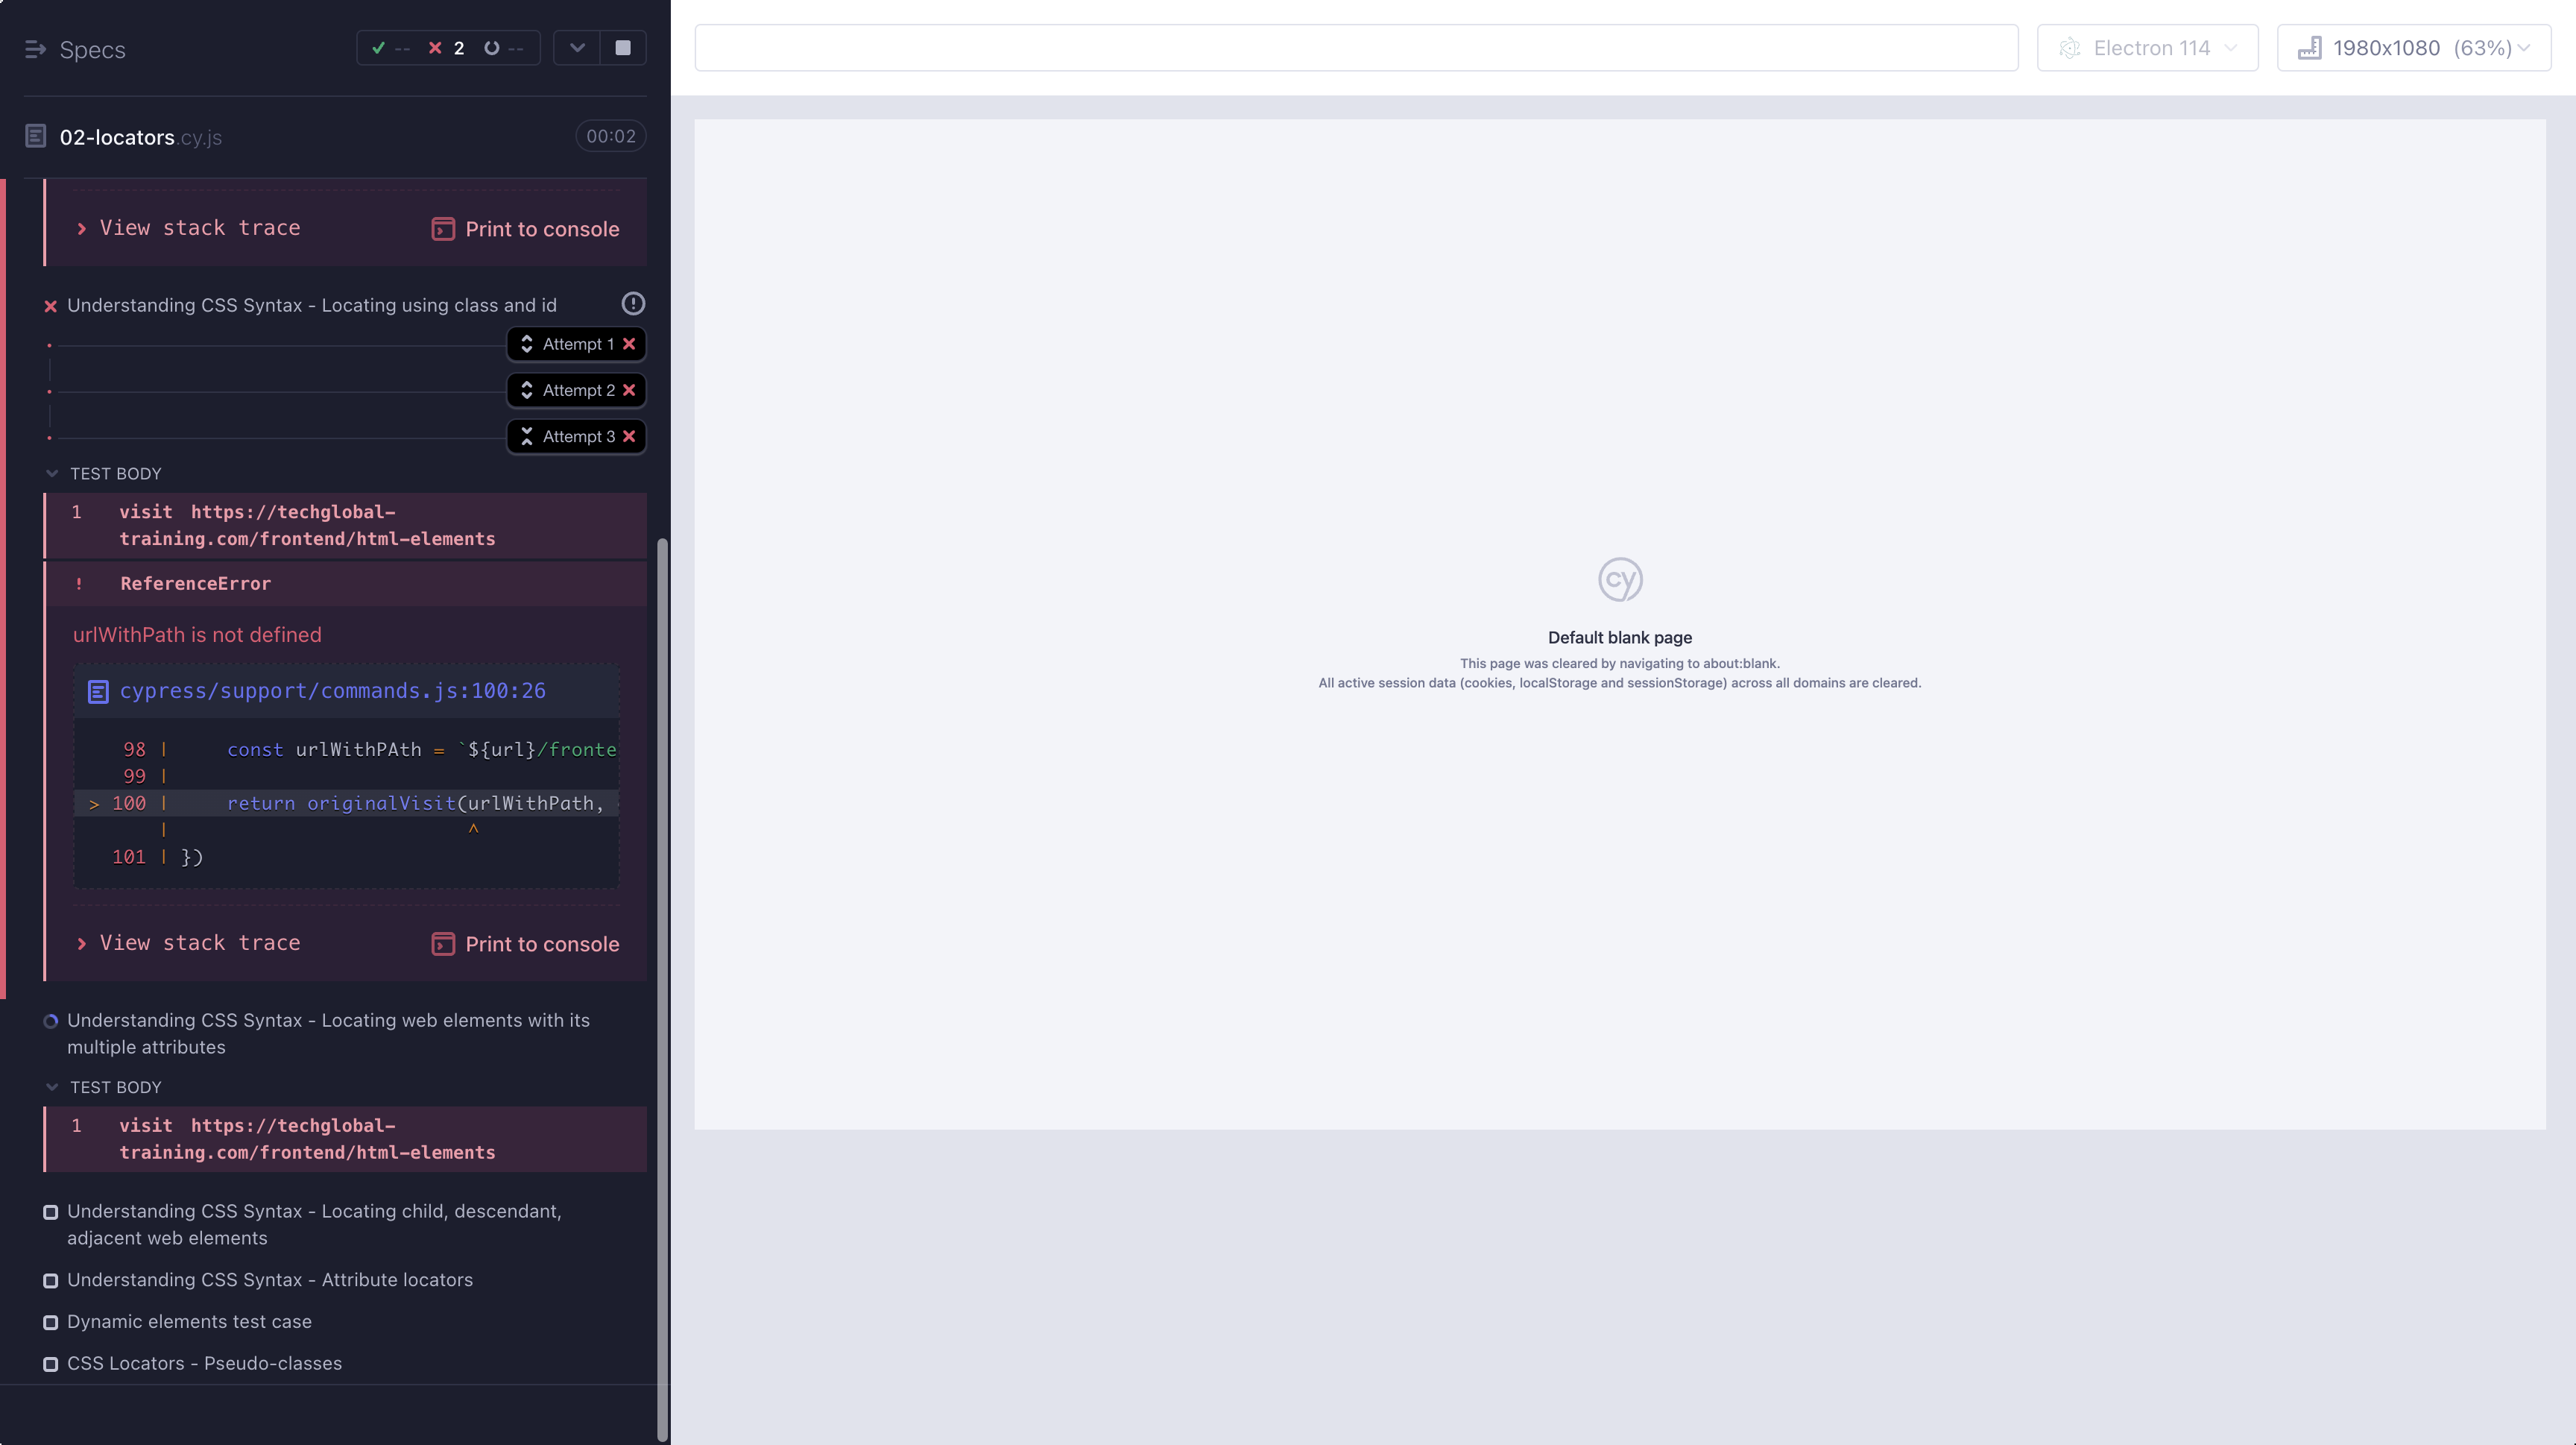 Specs
-- 2 --
02-locators.cy.js
00:02
View stack trace
Print to console
Understanding CSS Syntax - Locating using class and id
Attempt 1
Attempt 2
Attempt 3
TEST BODY
1 visit https://techglobal-
training.com/frontend/html-elements
! ReferenceError
urlWithPath is not defined
cypress/support/commands.js:100:26
98 | const urlWithPAth = `${url}/fronte
99 |
> 100 | return originalVisit(urlWithPath,
| ^
101 | })
View stack trace
Print to console
Understanding CSS Syntax - Locating web elements with its
multiple attributes
TEST BODY
1 visit https://techglobal-
training.com/frontend/html-elements
Understanding CSS Syntax - Locating child, descendant,
adjacent web elements
Understanding CSS Syntax - Attribute locators
Dynamic elements test case
CSS Locators - Pseudo-classes
Electron 114
1980x1080 (63%)
cy
Default blank page
This page was cleared by navigating to about:blank.
All active session data (cookies, localStorage and sessionStorage) across all domains are cleared.